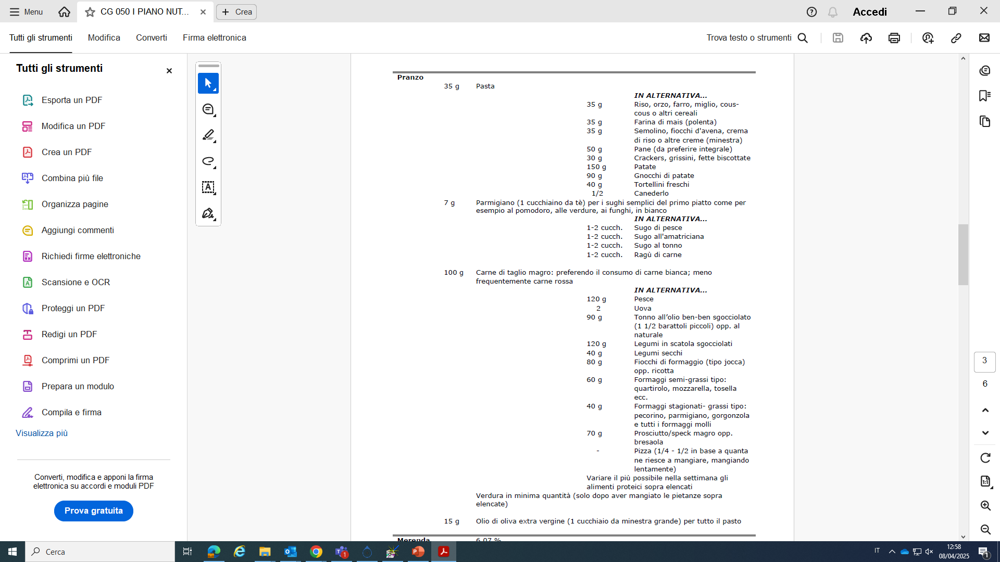 Menu
CG 050 I PIANO NUT...
Crea
Accedi
Tutti gli strumenti
Modifica
Converti
Firma elettronica
Trova testo o strumenti
Tutti gli strumenti
Esporta un PDF
Modifica un PDF
Crea un PDF
Combina più file
Organizza pagine
Aggiungi commenti
Richiedi firme elettroniche
Scansione e OCR
Proteggi un PDF
Redigi un PDF
Comprimi un PDF
Prepara un modulo
Compila e firma
Visualizza più
Converti, modifica e apponi la firma
elettronica su accordi e moduli PDF
Prova gratuita
Pranzo
35 g Pasta
IN ALTERNATIVA...
35 g Riso, orzo, farro, miglio, cous-
cous o altri cereali
35 g Farina di mais (polenta)
35 g Semolino, fiocchi d'avena, crema
di riso o altre creme (minestra)
50 g Pane (da preferire integrale)
30 g Crackers, grissini, fette biscottate
150 g Patate
90 g Gnocchi di patate
40 g Tortellini freschi
1/2 Canederlo
7 g Parmigiano (1 cucchiaino da tè) per i sughi semplici del primo piatto come per
esempio al pomodoro, alle verdure, ai funghi, in bianco
IN ALTERNATIVA...
1-2 cucch. Sugo di pesce
1-2 cucch. Sugo all'amatriciana
1-2 cucch. Sugo al tonno
1-2 cucch. Ragù di carne
100 g Carne di taglio magro: preferendo il consumo di carne bianca; meno
frequentemente carne rossa
IN ALTERNATIVA...
120 g Pesce
2 Uova
90 g Tonno all’olio ben-ben sgocciolato
(1 1/2 barattoli piccoli) opp. al
naturale
120 g Legumi in scatola sgocciolati
40 g Legumi secchi
80 g Fiocchi di formaggio (tipo jocca)
opp. ricotta
60 g Formaggi semi-grassi tipo:
quartirolo, mozzarella, tosella
ecc.
40 g Formaggi stagionati- grassi tipo:
pecorino, parmigiano, gorgonzola
e tutti i formaggi molli
70 g Prosciutto/speck magro opp.
bresaola
- Pizza (1/4 - 1/2 in base a quanta
ne riesce a mangiare, mangiando
lentamente)
Variare il più possibile nella settimana gli
alimenti proteici sopra elencati
Verdura in minima quantità (solo dopo aver mangiato le pietanze sopra
elencate)
15 g Olio di oliva extra vergine (1 cucchiaio da minestra grande) per tutto il pasto
Merenda 6,07 %
3
6
1:1
Cerca
1
IT
12:58
08/04/2025
1